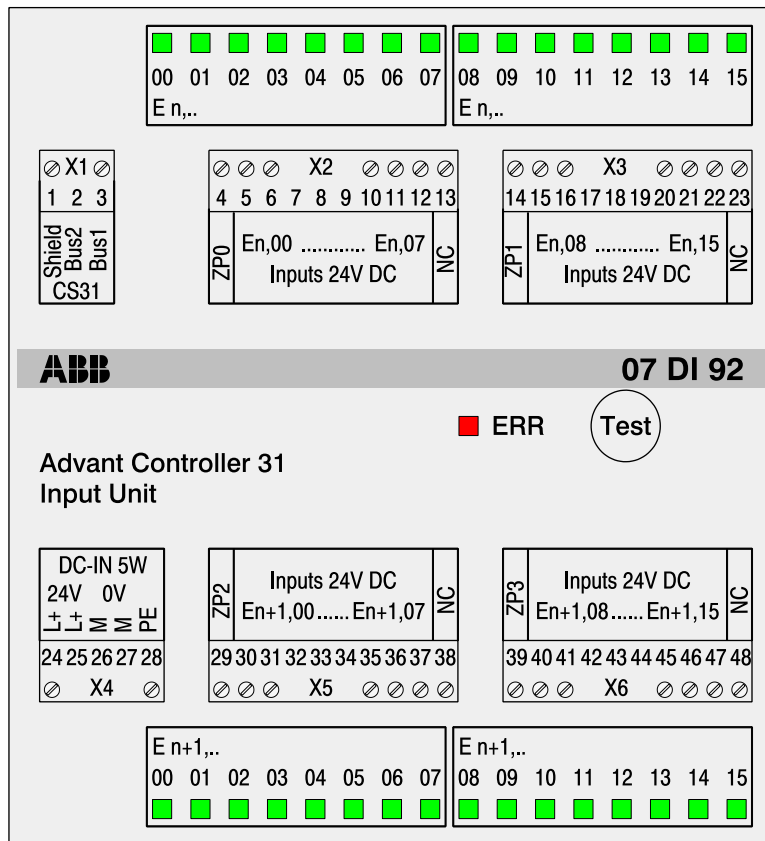 00 01 02 03 04 05 06 07 08 09 10 11 12 13 14 15
E n,.. E n,..
X1 X2 X3
1 2 3 4 5 6 7 8 9 10 11 12 13 14 15 16 17 18 19 20 21 22 23
Shield
Bus2
Bus1
CS31
ZP0
En,00 ............ En,07
Inputs 24V DC
NC
ZP1
En,08 ............ En,15
Inputs 24V DC
NC
ABB 07 DI 92
ERR Test
Advant Controller 31
Input Unit
DC-IN 5W
24V 0V
L+
L+
M
M
PE
ZP2
Inputs 24V DC
En+1,00...... En+1,07
NC
ZP3
Inputs 24V DC
En+1,08...... En+1,15
NC
24 25 26 27 28 29 30 31 32 33 34 35 36 37 38 39 40 41 42 43 44 45 46 47 48
X4 X5 X6
E n+1,.. E n+1,..
00 01 02 03 04 05 06 07 08 09 10 11 12 13 14 15